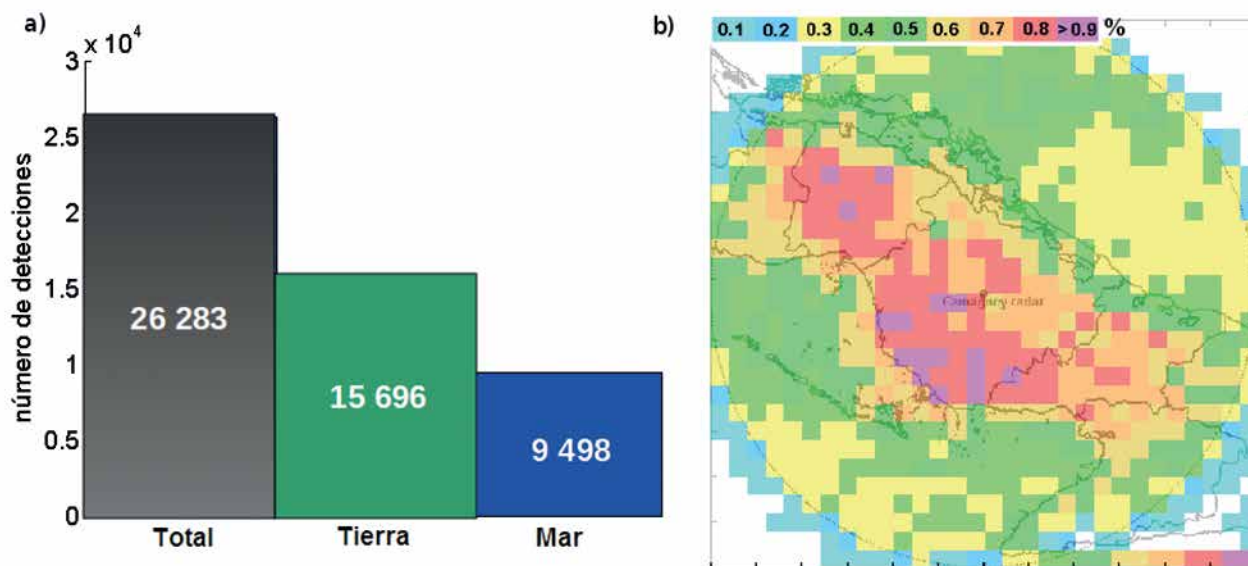 a)
x 10⁴
3
2.5
2
1.5
1
0.5
0
número de detecciones
26 283
15 696
9 498
Total
Tierra
Mar
b)
0.1 0.2 0.3 0.4 0.5 0.6 0.7 0.8 >0.9 %
Camagüey radar